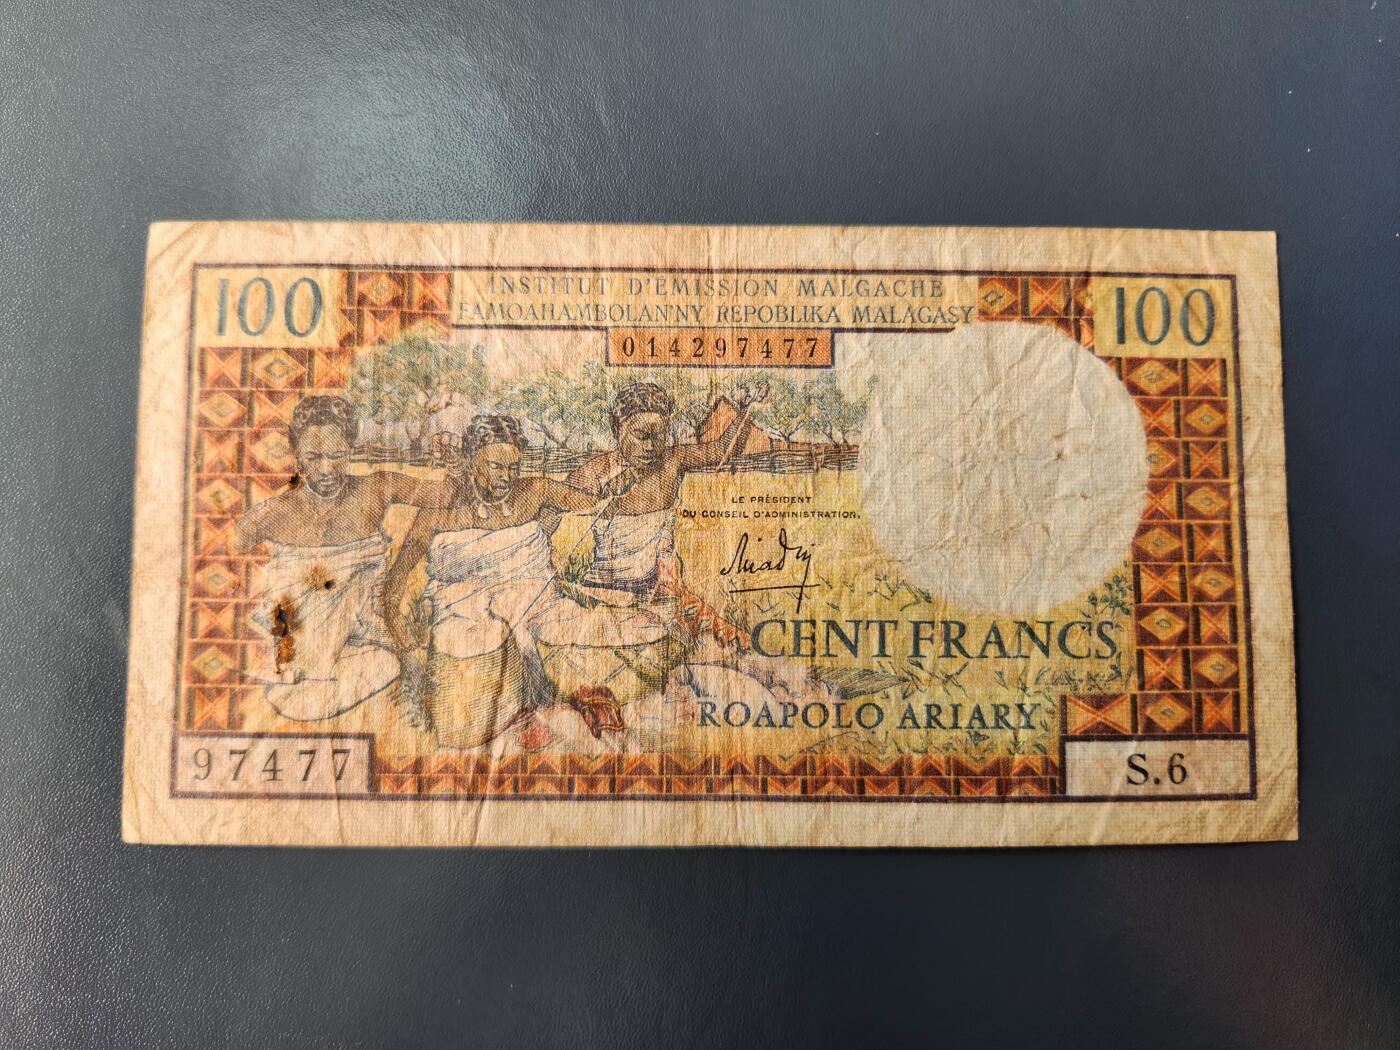 100
INSTITUT D'ÉMISSION MALGACHE
FAMOAHAMBOLAN'NY REPOBLIKA MALAGASY
100
014297477
LE PRÉSIDENT
DU CONSEIL D'ADMINISTRATION.
CENT FRANCS
ROAPOLO ARIARY
97477
S.6